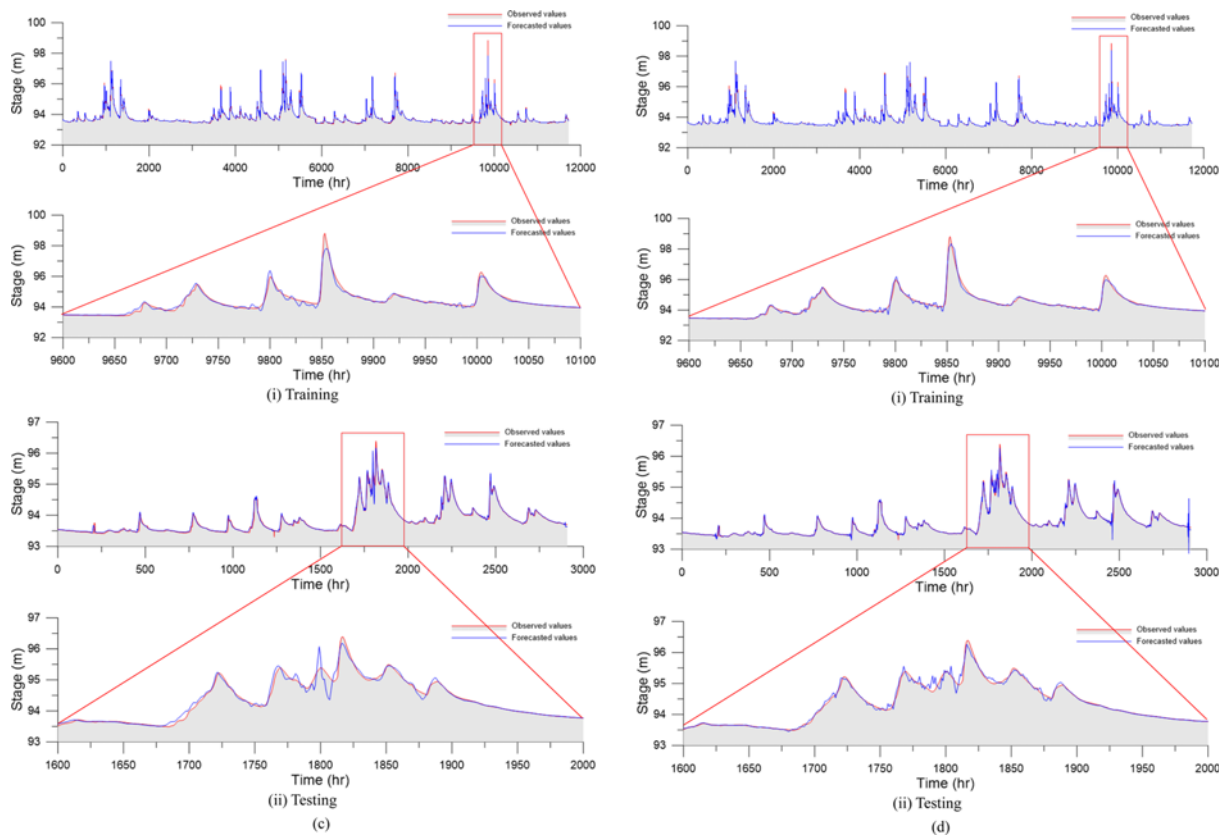 Observed values
Forecasted values
Stage (m)
100
98
96
94
92
0 2000 4000 6000 8000 10000 12000
Time (hr)
Observed values
Forecasted values
Stage (m)
100
98
96
94
92
9600 9650 9700 9750 9800 9850 9900 9950 10000 10050 10100
Time (hr)
(i) Training
Observed values
Forecasted values
Stage (m)
97
96
95
94
93
0 500 1000 1500 2000 2500 3000
Time (hr)
Observed values
Forecasted values
Stage (m)
97
96
95
94
93
1600 1650 1700 1750 1800 1850 1900 1950 2000
Time (hr)
(ii) Testing
(c)
Observed values
Forecasted values
Stage (m)
100
98
96
94
92
0 2000 4000 6000 8000 10000 12000
Time (hr)
Observed values
Forecasted values
Stage (m)
100
98
96
94
92
9600 9650 9700 9750 9800 9850 9900 9950 10000 10050 10100
Time (hr)
(i) Training
Observed values
Forecasted values
Stage (m)
97
96
95
94
93
0 500 1000 1500 2000 2500 3000
Time (hr)
Observed values
Forecasted values
Stage (m)
97
96
95
94
93
1600 1650 1700 1750 1800 1850 1900 1950 2000
Time (hr)
(ii) Testing
(d)